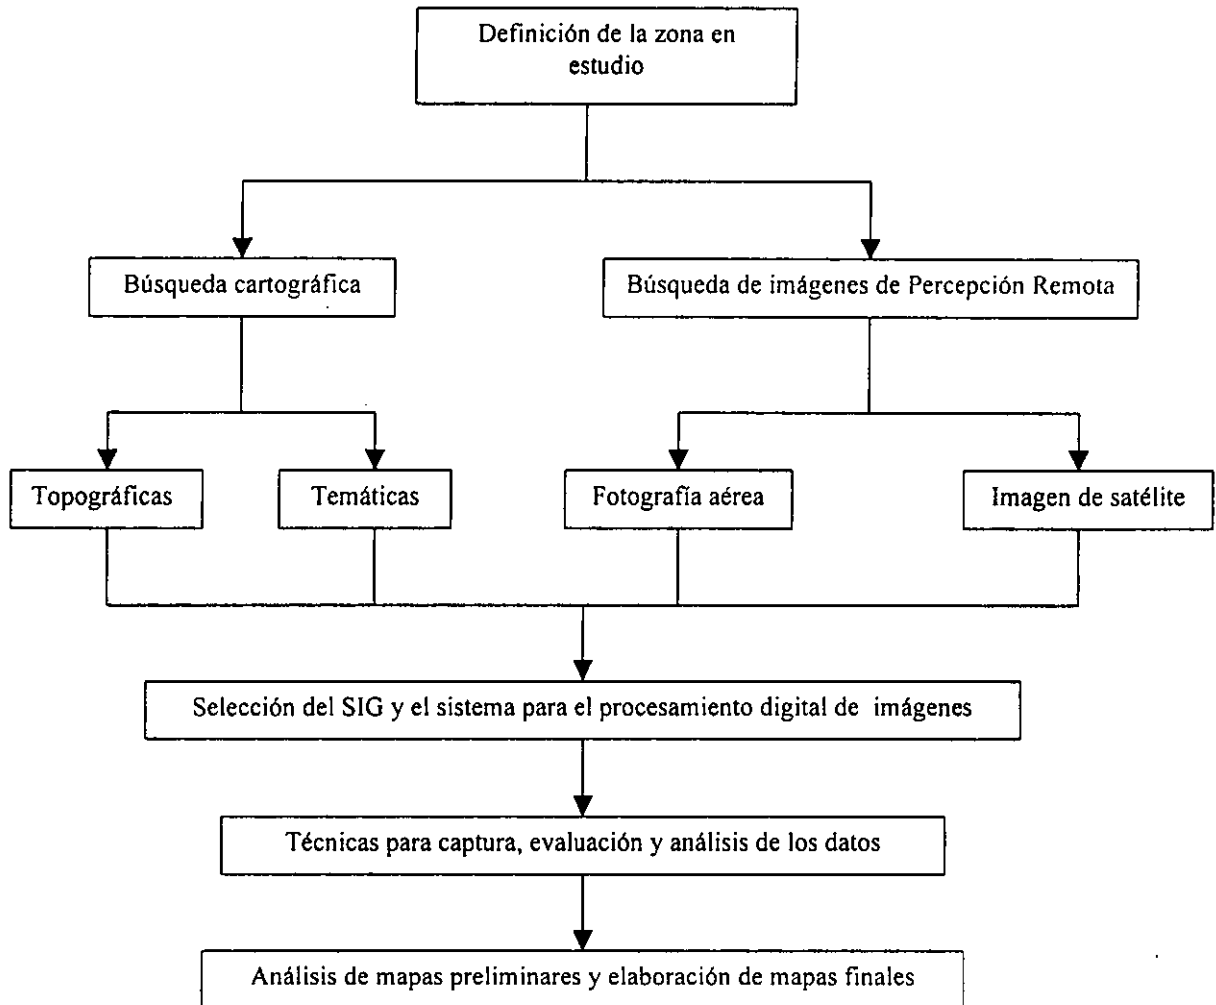 Definición de la zona en
estudio
Búsqueda cartográfica
Búsqueda de imágenes de Percepción Remota
Topográficas
Temáticas
Fotografía aérea
Imagen de satélite
Selección del SIG y el sistema para el procesamiento digital de imágenes
Técnicas para captura, evaluación y análisis de los datos
Análisis de mapas preliminares y elaboración de mapas finales